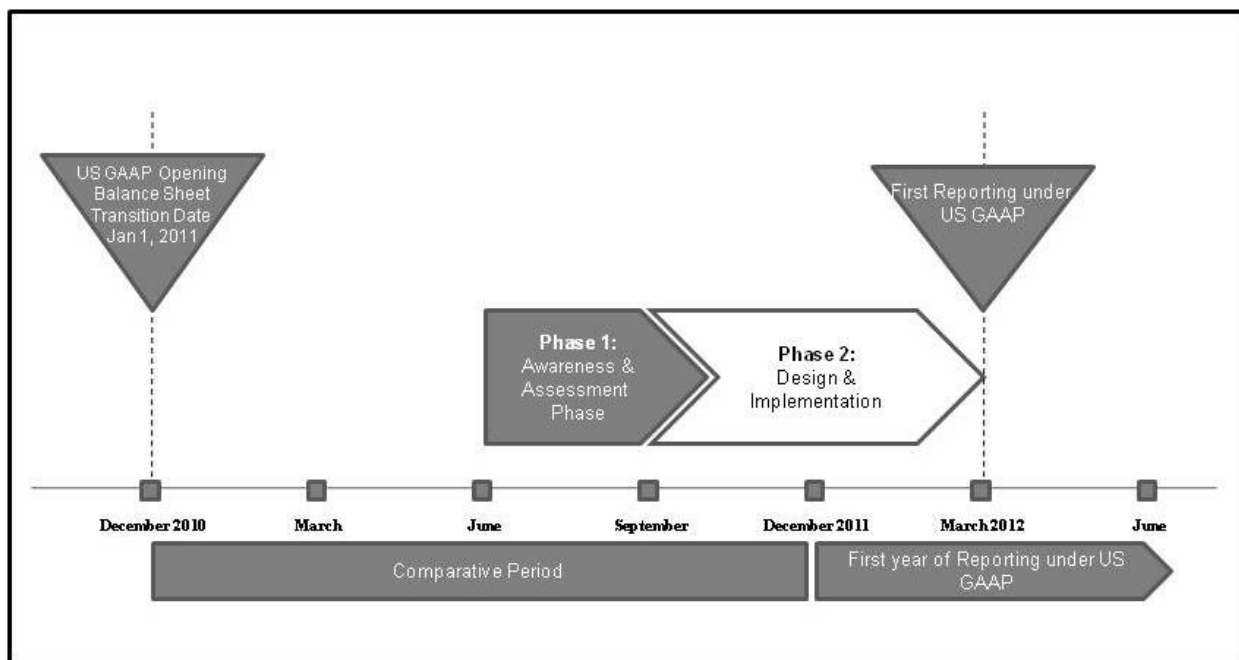 US GAAP Opening
Balance Sheet
Transition Date
Jan 1, 2011
First Reporting under
US GAAP
Phase 1:
Awareness &
Assessment
Phase
Phase 2:
Design &
Implementation
December 2010
March
June
September
December 2011
March 2012
June
Comparative Period
First year of Reporting under US
GAAP